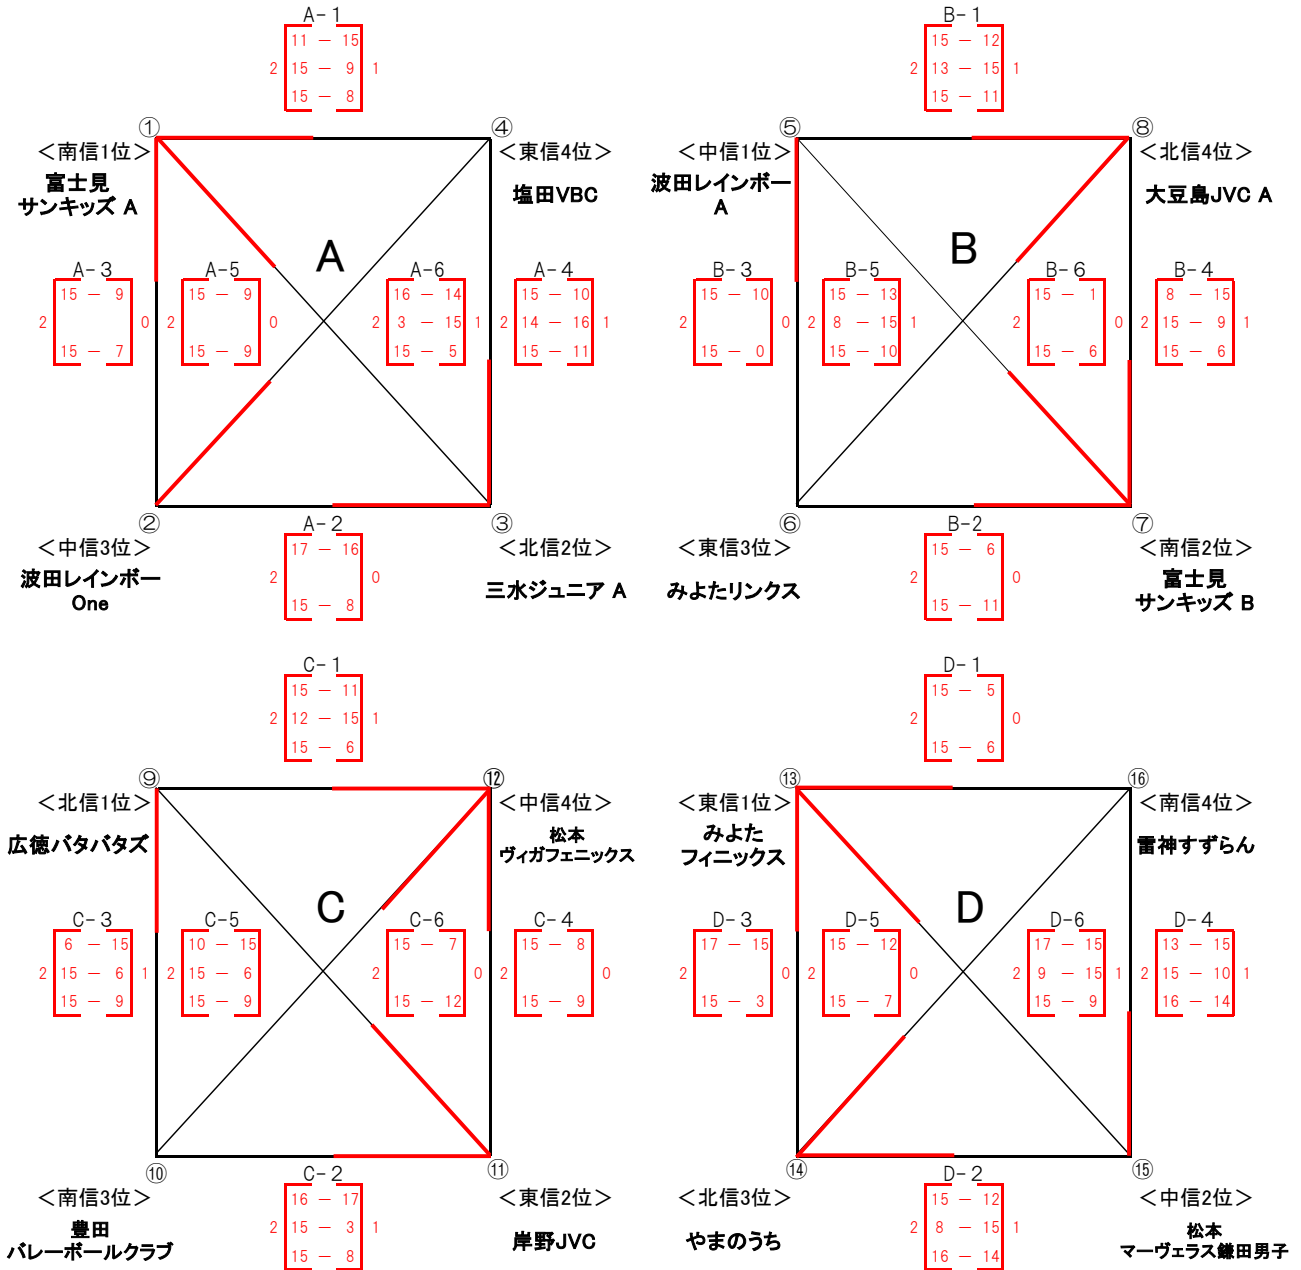 A-1
11 － 15
2 15 － 9 1
15 － 8
B-1
15 － 12
2 13 － 15 1
15 － 11
① ④
＜南信1位＞ ＜東信4位＞
富士見
サンキッズ A
塩田VBC
A
A-3
15 － 9
2 0
15 － 7
A-5
15 － 9
2 0
15 － 9
A-6
16 － 14
2 3 － 15 1
15 － 5
A-4
15 － 10
2 14 － 16 1
15 － 11
② ③
A-2
17 － 16
2 0
15 － 8
＜中信3位＞ ＜北信2位＞
波田レインボー
One
三水ジュニア A
⑤ ⑧
＜中信1位＞ ＜北信4位＞
波田レインボー
A
大豆島JVC A
B
B-3
15 － 10
2 0
15 － 0
B-5
15 － 13
2 8 － 15 1
15 － 10
B-6
15 － 1
2 0
15 － 6
B-4
8 － 15
2 15 － 9 1
15 － 6
⑥ ⑦
B-2
15 － 6
2 0
15 － 11
＜東信3位＞ ＜南信2位＞
みよたリンクス
富士見
サンキッズ B
C-1
15 － 11
2 12 － 15 1
15 － 6
⑨ ⑫
＜北信1位＞ ＜中信4位＞
広徳バタバタズ
松本
ヴィガフェニックス
C
C-3
6 － 15
2 15 － 6 1
15 － 9
C-5
10 － 15
2 15 － 6
15 － 9
C-6
15 － 7
2 0
15 － 12
C-4
15 － 8
2 0
15 － 9
⑩ ⑪
C-2
16 － 17
2 15 － 3 1
15 － 8
＜南信3位＞ ＜東信2位＞
豊田
バレーボールクラブ
岸野JVC
D-1
15 － 5
2 0
15 － 6
⑬ ⑯
＜東信1位＞ ＜南信4位＞
みよた
フィニックス
雷神すずらん
D
D-3
17 － 15
2 0
15 － 3
D-5
15 － 12
2 0
15 － 7
D-6
17 － 15
2 9 － 15 1
15 － 9
D-4
13 － 15
2 15 － 10 1
16 － 14
⑭ ⑮
D-2
15 － 12
2 8 － 15 1
16 － 14
＜北信3位＞ ＜中信2位＞
やまのうち
松本
マーヴェラス鎌田男子